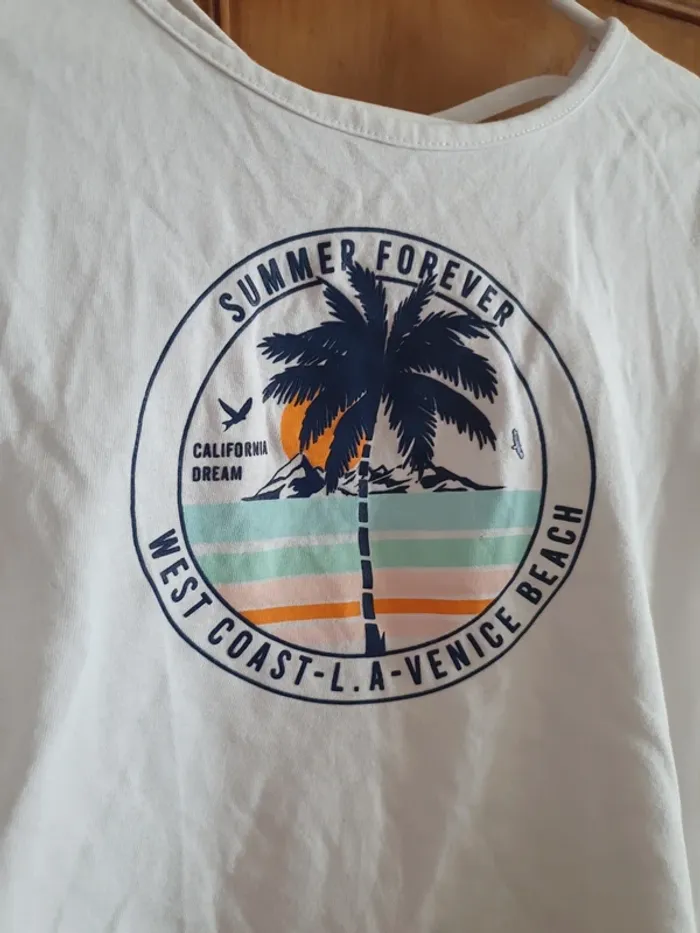 SUMMER FOREVER
CALIFORNIA
DREAM
WEST COAST-L.A-VENICE BEACH